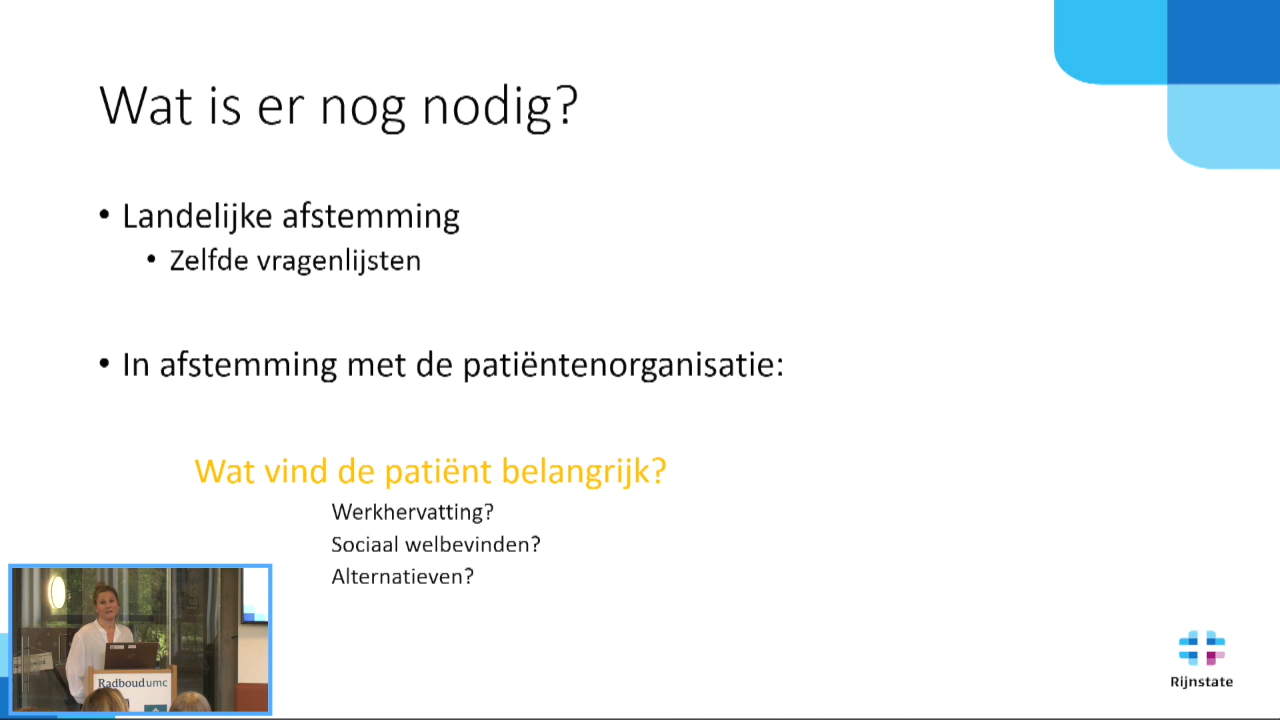 Wat is er nog nodig?
• Landelijke afstemming
• Zelfde vragenlijsten
• In afstemming met de patiëntenorganisatie:
Wat vind de patiënt belangrijk?
Werkhervatting?
Sociaal welbevinden?
Alternatieven?
Radboudumc
Rijnstate